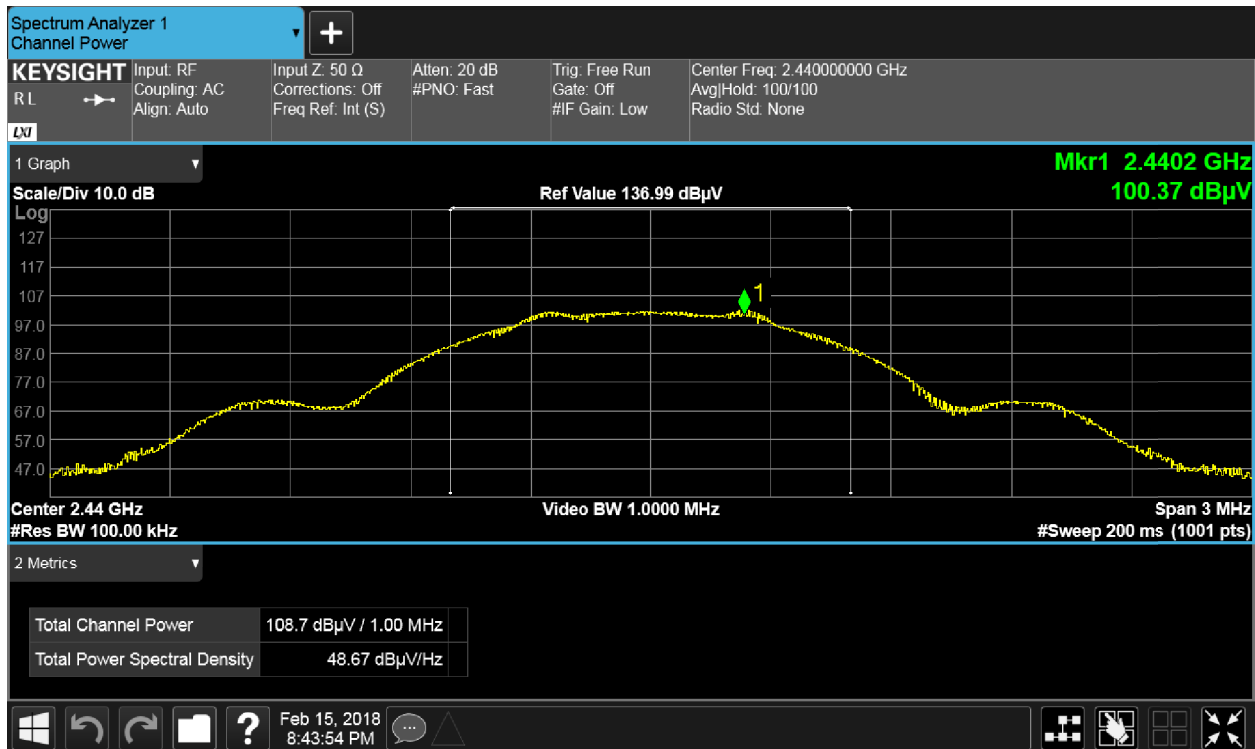 Spectrum Analyzer 1
Channel Power
+
KEYSIGHT
R L
LXI
Input: RF
Coupling: AC
Align: Auto
Input Z: 50 Ω
Corrections: Off
Freq Ref: Int (S)
Atten: 20 dB
#PNO: Fast
Trig: Free Run
Gate: Off
#IF Gain: Low
Center Freq: 2.440000000 GHz
Avg|Hold: 100/100
Radio Std: None
1 Graph
Mkr1 2.4402 GHz
100.37 dBµV
Scale/Div 10.0 dB
Ref Value 136.99 dBµV
Log
127
117
107
97.0
87.0
77.0
67.0
57.0
47.0
1
Center 2.44 GHz
Video BW 1.0000 MHz
Span 3 MHz
#Res BW 100.00 kHz
#Sweep 200 ms (1001 pts)
2 Metrics
Total Channel Power 108.7 dBµV / 1.00 MHz
Total Power Spectral Density 48.67 dBµV/Hz
?
Feb 15, 2018
8:43:54 PM